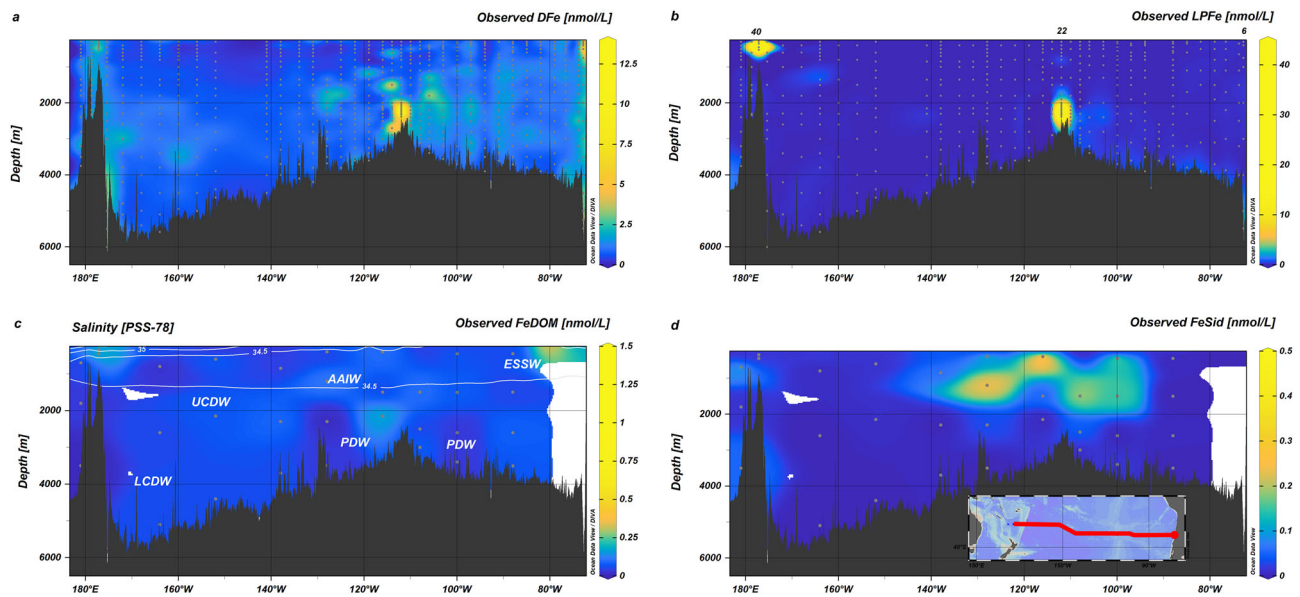 a
Observed DFe [nmol/L]
12.5
10
7.5
5
2.5
0
Depth [m]
2000
4000
6000
180°E
160°W
140°W
120°W
100°W
80°W
Ocean Data View / DIVA
b
Observed LPFe [nmol/L]
40
22
6
40
30
20
10
0
Depth [m]
2000
4000
6000
180°E
160°W
140°W
120°W
100°W
80°W
Ocean Data View / DIVA
c
Salinity [PSS-78]
Observed FeDOM [nmol/L]
35
34.5
34.5
ESSW
AAIW
UCDW
PDW
PDW
LCDW
1.5
1.25
1
0.75
0.5
0.25
0
Depth [m]
2000
4000
6000
180°E
160°W
140°W
120°W
100°W
80°W
Ocean Data View / DIVA
d
Observed FeSid [nmol/L]
0.5
0.4
0.3
0.2
0.1
0
Depth [m]
2000
4000
6000
180°E
160°W
140°W
120°W
100°W
80°W
Ocean Data View
40°S
150°E
150°W
90°W